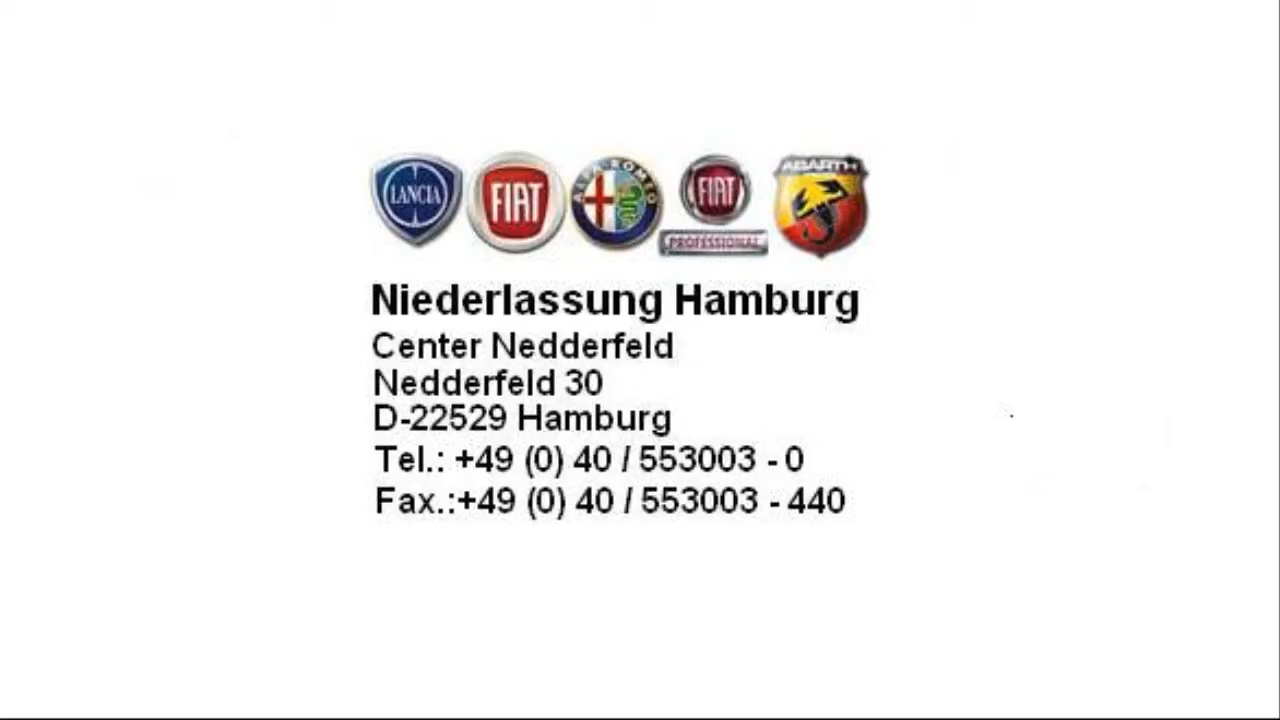 LANCIA FIAT ALFA ROMEO FIAT ABARTH
PROFESSIONAL
Niederlassung Hamburg
Center Nedderfeld
Nedderfeld 30
D-22529 Hamburg
Tel.: +49 (0) 40 / 553003 - 0
Fax.:+49 (0) 40 / 553003 - 440